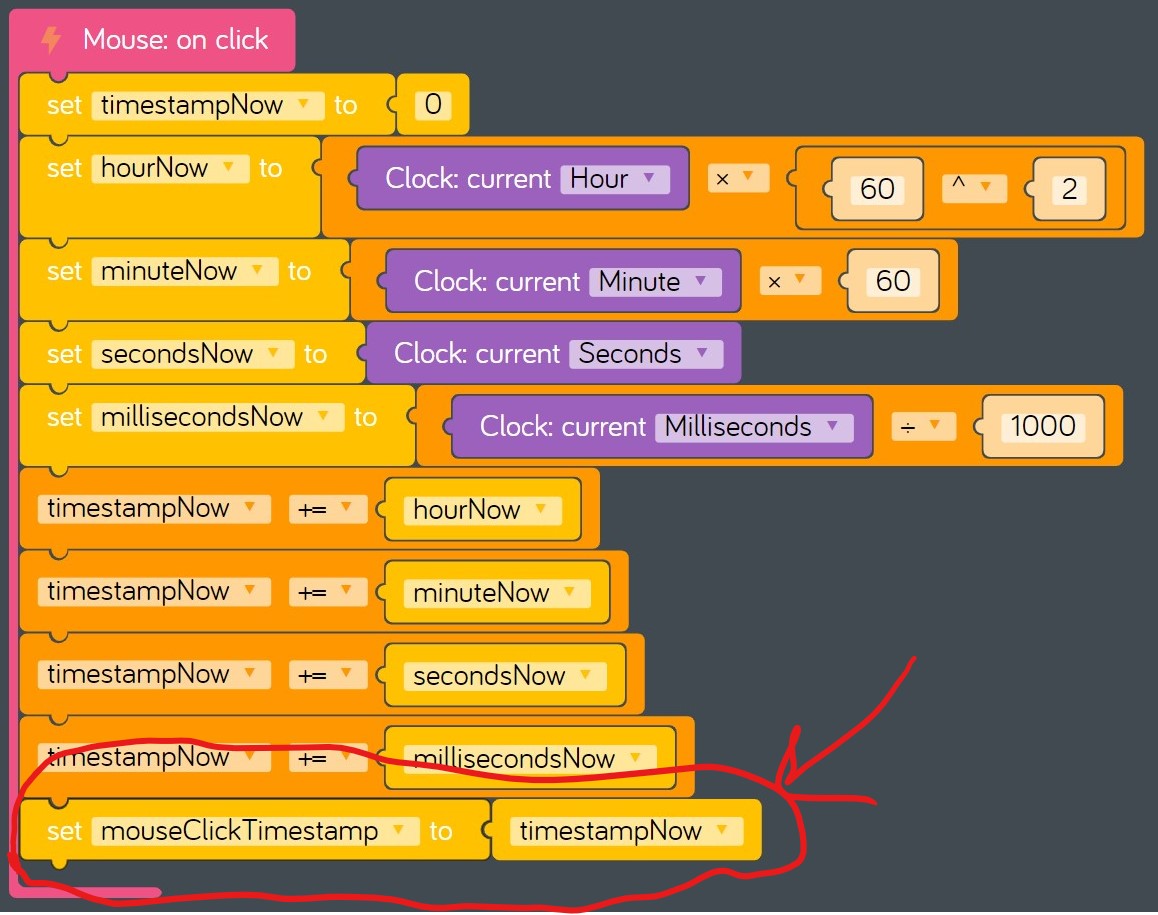 Mouse: on click
set timestampNow to 0
set hourNow to Clock: current Hour × 60 ^ 2
set minuteNow to Clock: current Minute × 60
set secondsNow to Clock: current Seconds
set millisecondsNow to Clock: current Milliseconds ÷ 1000
timestampNow += hourNow
timestampNow += minuteNow
timestampNow += secondsNow
timestampNow += millisecondsNow
set mouseClickTimestamp to timestampNow